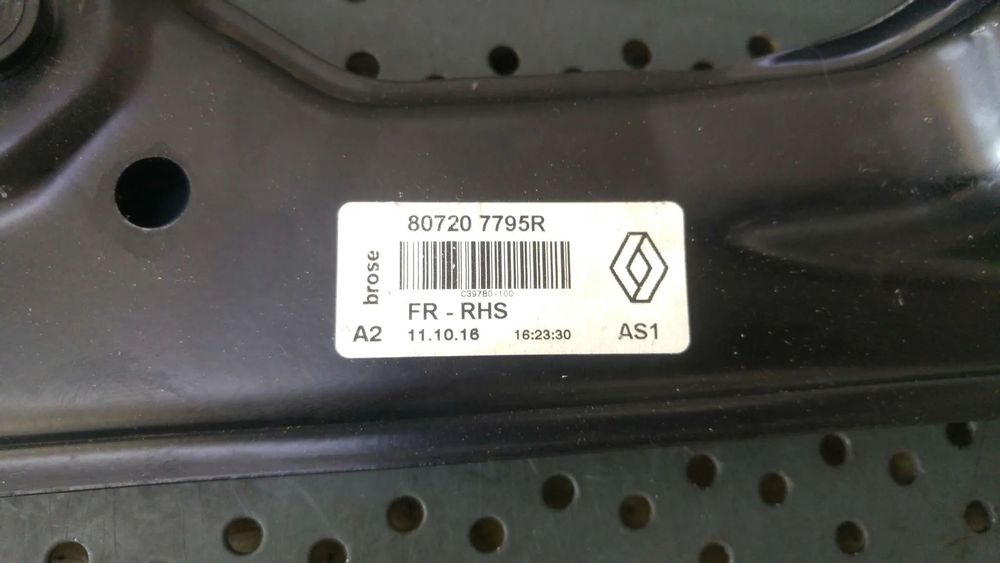 80720 7795R
brose
C39780-100
FR - RHS
A2 11.10.16 16:23:30 AS1